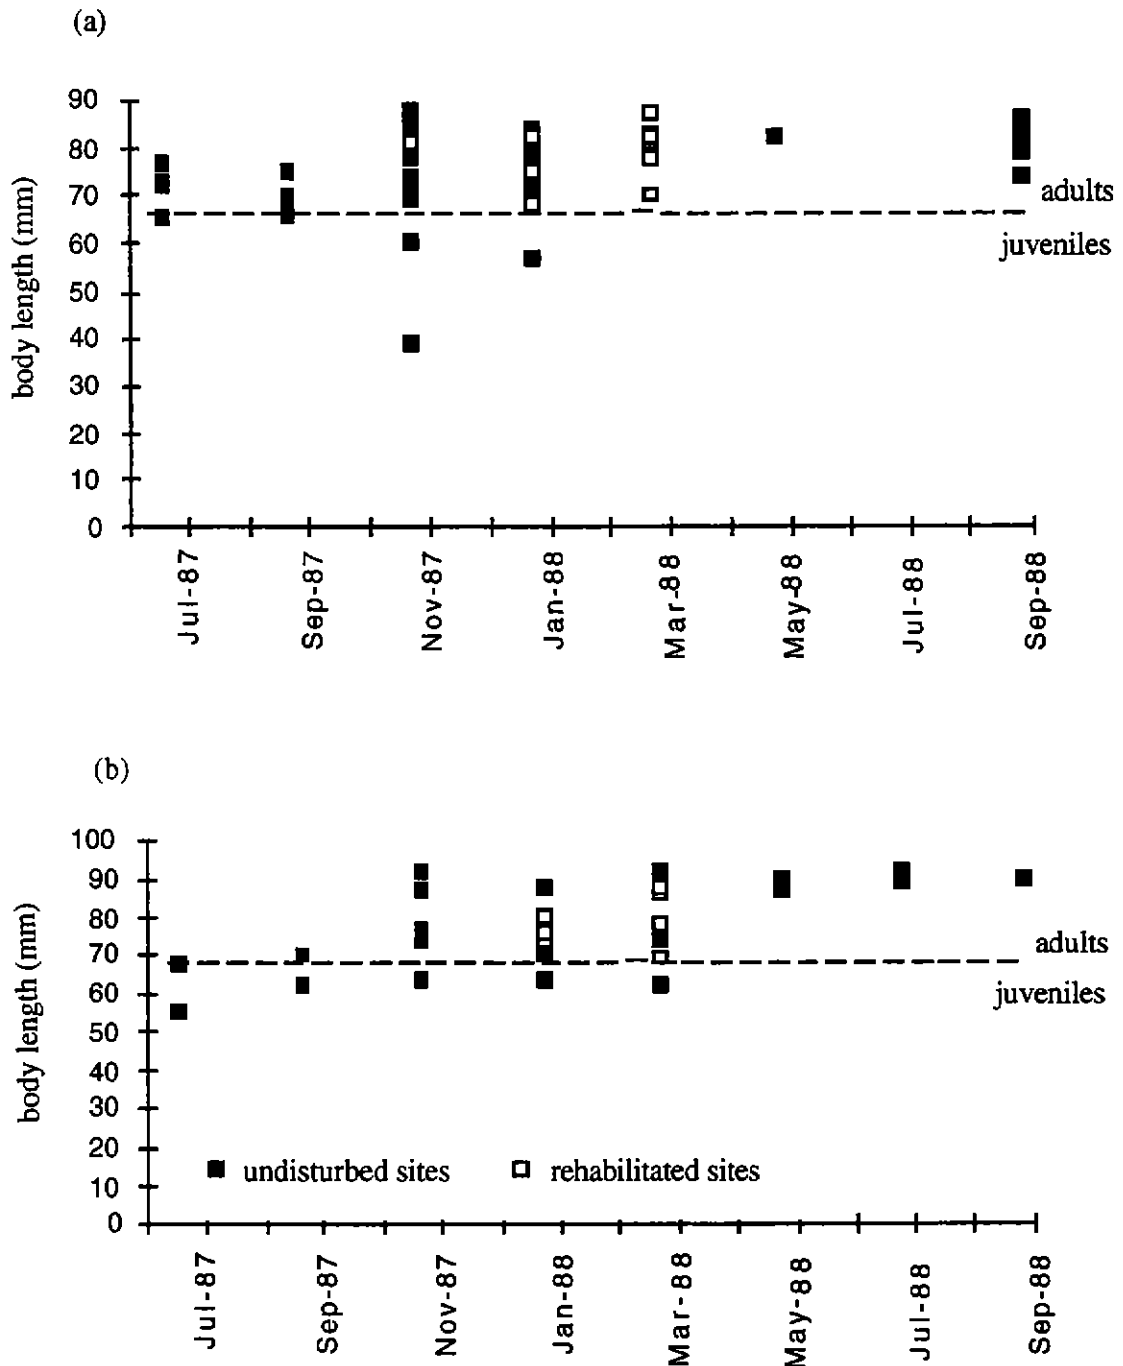 (a)
body length (mm)
90
80
70
60
50
40
30
20
10
0
adults
juveniles
Jul-87
Sep-87
Nov-87
Jan-88
Mar-88
May-88
Jul-88
Sep-88
(b)
body length (mm)
100
90
80
70
60
50
40
30
20
10
0
adults
juveniles
undisturbed sites
rehabilitated sites
Jul-87
Sep-87
Nov-87
Jan-88
Mar-88
May-88
Jul-88
Sep-88